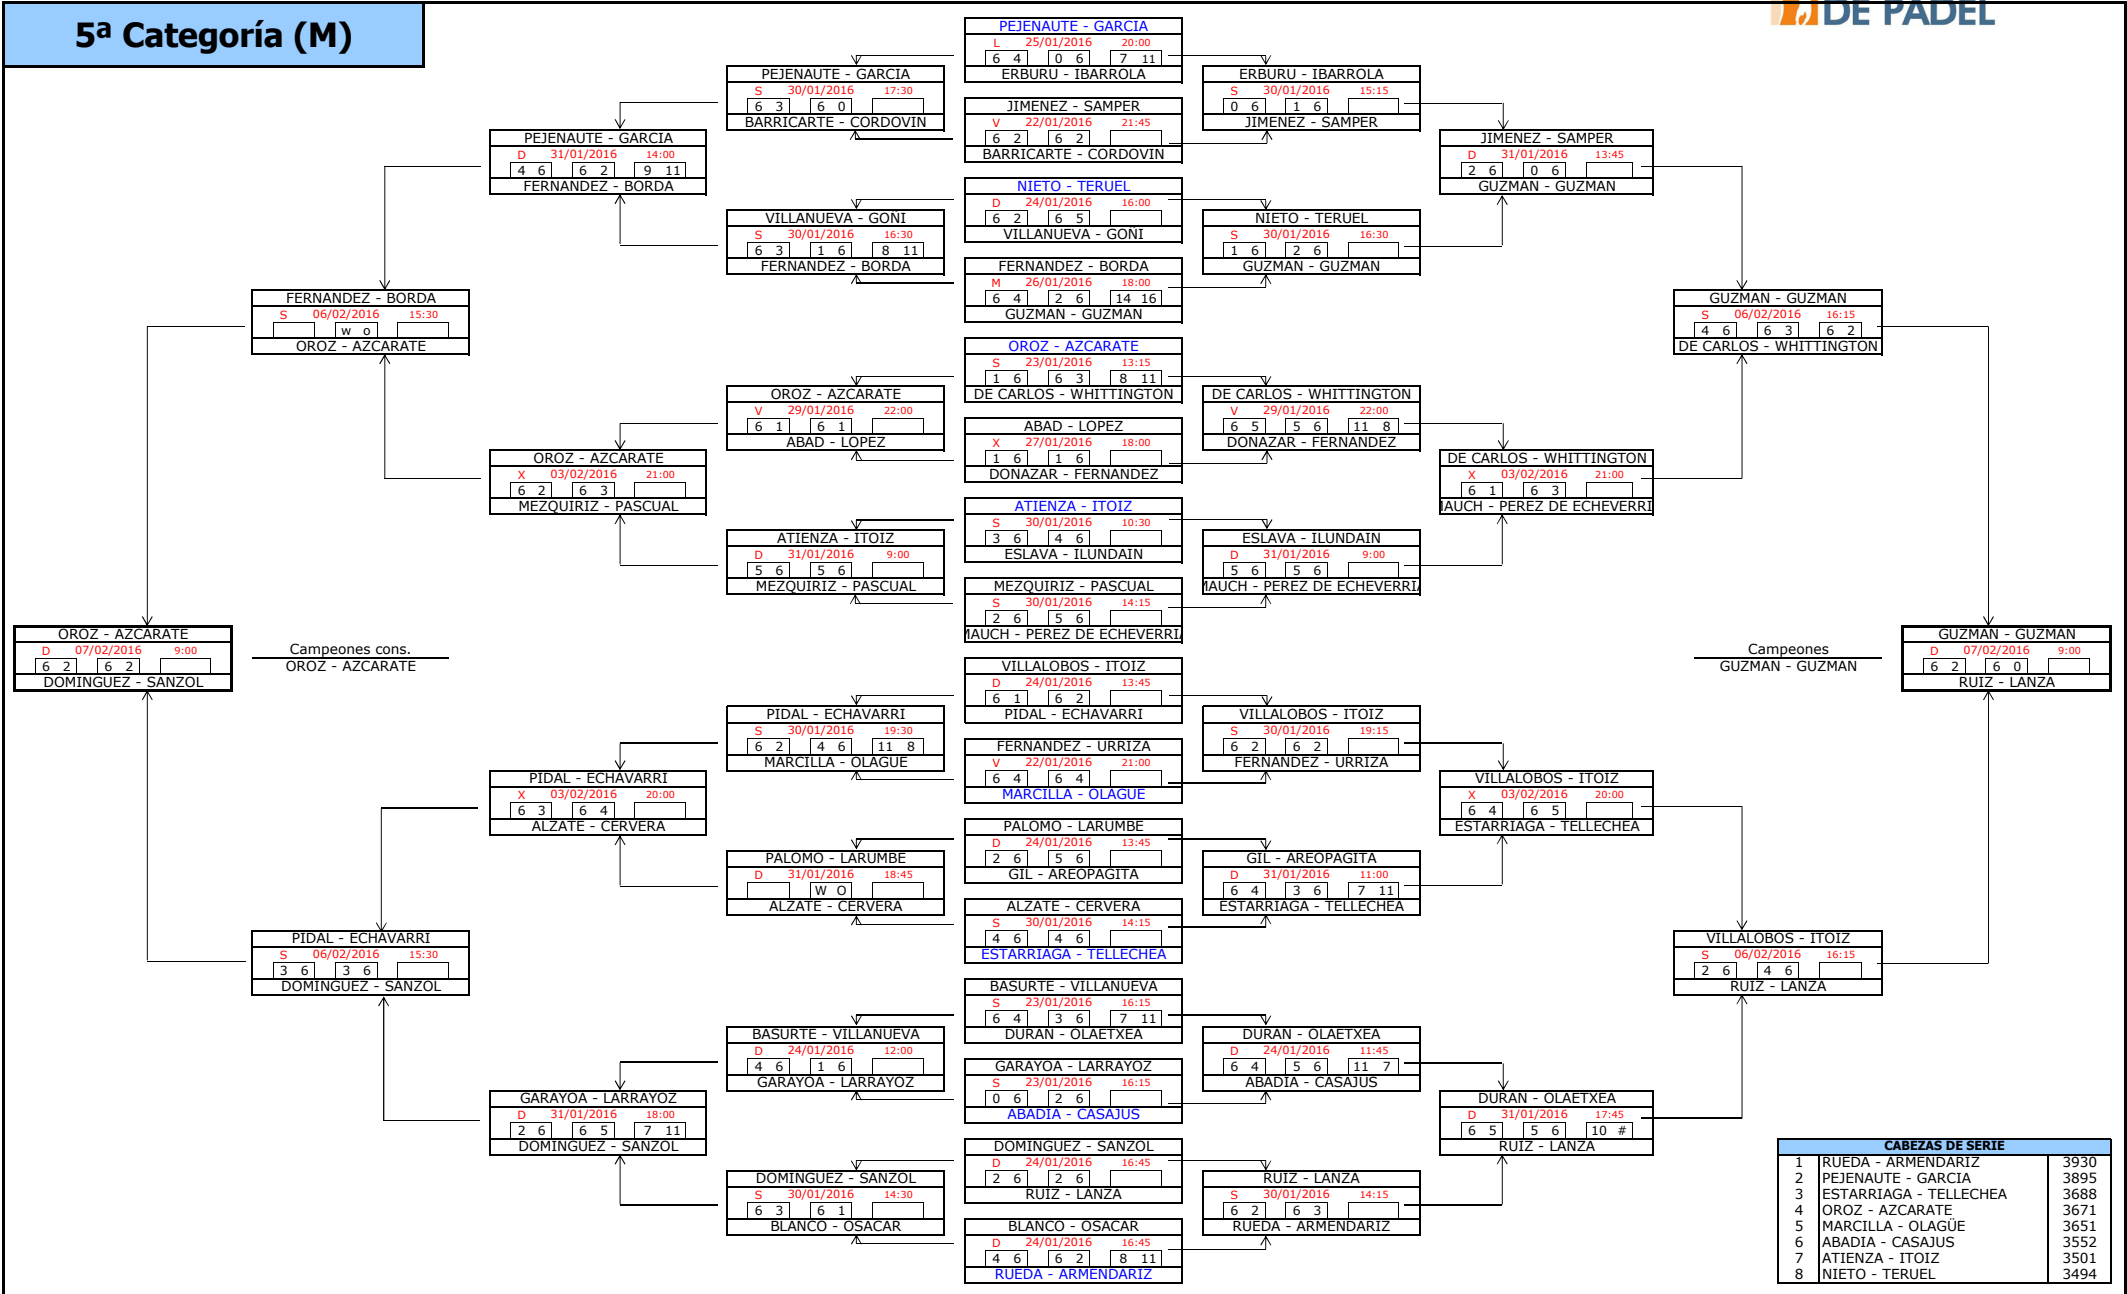 5ª Categoría (M)
DE PADEL
PEJENAUTE - GARCIA
L 25/01/2016 20:00
6 4 0 6 7 11
ERBURU - IBARROLA
JIMENEZ - SAMPER
V 22/01/2016 21:45
6 2 6 2
BARRICARTE - CORDOVIN
NIETO - TERUEL
D 24/01/2016 16:00
6 2 6 5
VILLANUEVA - GOÑI
FERNANDEZ - BORDA
M 26/01/2016 18:00
6 4 2 6 14 16
GUZMAN - GUZMAN
OROZ - AZCARATE
S 23/01/2016 13:15
1 6 6 3 8 11
DE CARLOS - WHITTINGTON
ABAD - LOPEZ
X 27/01/2016 18:00
1 6 1 6
DONAZAR - FERNANDEZ
ATIENZA - ITOIZ
S 30/01/2016 10:30
3 6 4 6
ESLAVA - ILUNDAIN
MEZQUIRIZ - PASCUAL
S 30/01/2016 14:15
2 6 5 6
MAUCH - PEREZ DE ECHEVERRIA
VILLALOBOS - ITOIZ
D 24/01/2016 13:45
6 1 6 2
PIDAL - ECHAVARRI
FERNANDEZ - URRIZA
V 22/01/2016 21:00
6 4 6 4
MARCILLA - OLAGUE
PALOMO - LARUMBE
D 24/01/2016 13:45
2 6 5 6
GIL - AREOPAGITA
ALZATE - CERVERA
S 30/01/2016 14:15
4 6 4 6
ESTARRIAGA - TELLECHEA
BASURTE - VILLANUEVA
S 23/01/2016 16:15
6 4 3 6 7 11
DURAN - OLAETXEA
GARAYOA - LARRAYOZ
S 23/01/2016 16:15
0 6 2 6
ABADIA - CASAJUS
DOMINGUEZ - SANZOL
D 24/01/2016 16:45
2 6 2 6
RUIZ - LANZA
BLANCO - OSACAR
D 24/01/2016 16:45
4 6 6 2 8 11
RUEDA - ARMENDARIZ
PEJENAUTE - GARCIA
S 30/01/2016 17:30
6 3 6 0
BARRICARTE - CORDOVIN
VILLANUEVA - GOÑI
S 30/01/2016 16:30
6 3 1 6 8 11
FERNANDEZ - BORDA
OROZ - AZCARATE
V 29/01/2016 22:00
6 1 6 1
ABAD - LOPEZ
ATIENZA - ITOIZ
D 31/01/2016 9:00
5 6 5 6
MEZQUIRIZ - PASCUAL
PIDAL - ECHAVARRI
S 30/01/2016 19:30
6 2 4 6 11 8
MARCILLA - OLAGUE
PALOMO - LARUMBE
D 31/01/2016 18:45
W O
ALZATE - CERVERA
BASURTE - VILLANUEVA
D 24/01/2016 12:00
4 6 1 6
GARAYOA - LARRAYOZ
DOMINGUEZ - SANZOL
S 30/01/2016 14:30
6 3 6 1
BLANCO - OSACAR
PEJENAUTE - GARCIA
D 31/01/2016 14:00
4 6 6 2 9 11
FERNANDEZ - BORDA
OROZ - AZCARATE
X 03/02/2016 21:00
6 2 6 3
MEZQUIRIZ - PASCUAL
PIDAL - ECHAVARRI
X 03/02/2016 20:00
6 3 6 4
ALZATE - CERVERA
GARAYOA - LARRAYOZ
D 31/01/2016 18:00
2 6 6 5 7 11
DOMINGUEZ - SANZOL
FERNANDEZ - BORDA
S 06/02/2016 15:30
w o
OROZ - AZCARATE
PIDAL - ECHAVARRI
S 06/02/2016 15:30
3 6 3 6
DOMINGUEZ - SANZOL
OROZ - AZCARATE
D 07/02/2016 9:00
6 2 6 2
DOMINGUEZ - SANZOL
Campeones cons.
OROZ - AZCARATE
ERBURU - IBARROLA
S 30/01/2016 15:15
0 6 1 6
JIMENEZ - SAMPER
NIETO - TERUEL
S 30/01/2016 16:30
1 6 2 6
GUZMAN - GUZMAN
DE CARLOS - WHITTINGTON
V 29/01/2016 22:00
6 5 5 6 11 8
DONAZAR - FERNANDEZ
ESLAVA - ILUNDAIN
D 31/01/2016 9:00
5 6 5 6
MAUCH - PEREZ DE ECHEVERRIA
VILLALOBOS - ITOIZ
S 30/01/2016 19:15
6 2 6 2
FERNANDEZ - URRIZA
GIL - AREOPAGITA
D 31/01/2016 11:00
6 4 3 6 7 11
ESTARRIAGA - TELLECHEA
DURAN - OLAETXEA
D 24/01/2016 11:45
6 4 5 6 11 7
ABADIA - CASAJUS
RUIZ - LANZA
S 30/01/2016 14:15
6 2 6 3
RUEDA - ARMENDARIZ
JIMENEZ - SAMPER
D 31/01/2016 13:45
2 6 0 6
GUZMAN - GUZMAN
DE CARLOS - WHITTINGTON
X 03/02/2016 21:00
6 1 6 3
MAUCH - PEREZ DE ECHEVERRI
VILLALOBOS - ITOIZ
X 03/02/2016 20:00
6 4 6 5
ESTARRIAGA - TELLECHEA
DURAN - OLAETXEA
D 31/01/2016 17:45
6 5 5 6 10 #
RUIZ - LANZA
GUZMAN - GUZMAN
S 06/02/2016 16:15
4 6 6 3 6 2
DE CARLOS - WHITTINGTON
VILLALOBOS - ITOIZ
S 06/02/2016 16:15
2 6 4 6
RUIZ - LANZA
Campeones
GUZMAN - GUZMAN
GUZMAN - GUZMAN
D 07/02/2016 9:00
6 2 6 0
RUIZ - LANZA
CABEZAS DE SERIE
1 RUEDA - ARMENDARIZ 3930
2 PEJENAUTE - GARCIA 3895
3 ESTARRIAGA - TELLECHEA 3688
4 OROZ - AZCARATE 3671
5 MARCILLA - OLAGÜE 3651
6 ABADIA - CASAJUS 3552
7 ATIENZA - ITOIZ 3501
8 NIETO - TERUEL 3494